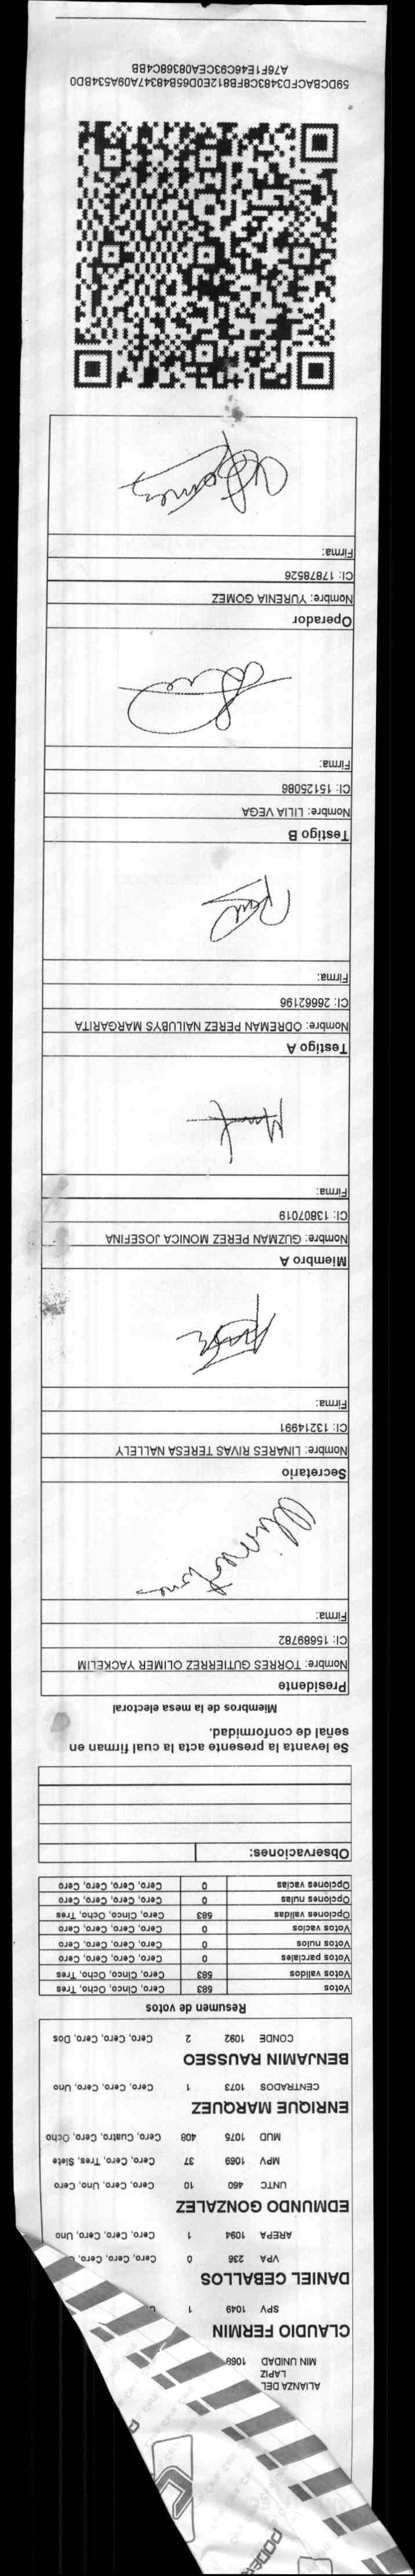 PODER
ALIANZA DEL
LAPIZ
MIN UNIDAD 1068
CLAUDIO FERMIN
SPV 1049 1
DANIEL CEBALLOS
VPA 236 0 Cero, Cero, Cero,
AREPA 1094 1 Cero, Cero, Cero, Uno
EDMUNDO GONZALEZ
UNTC 460 10 Cero, Cero, Uno, Cero
MPV 1069 37 Cero, Cero, Tres, Siete
MUD 1075 408 Cero, Cuatro, Cero, Ocho
ENRIQUE MARQUEZ
CENTRADOS 1073 1 Cero, Cero, Cero, Uno
BENJAMIN RAUSSEO
CONDE 1092 2 Cero, Cero, Cero, Dos
Resumen de votos
Votos 583 Cero, Cinco, Ocho, Tres
Votos validos 583 Cero, Cinco, Ocho, Tres
Votos parciales 0 Cero, Cero, Cero, Cero
Votos nulos 0 Cero, Cero, Cero, Cero
Votos vacios 0 Cero, Cero, Cero, Cero
Opciones validas 583 Cero, Cinco, Ocho, Tres
Opciones nulas 0 Cero, Cero, Cero, Cero
Opciones vacias 0 Cero, Cero, Cero, Cero
Observaciones:
Se levanta la presente acta la cual firman en
señal de conformidad.
Miembros de la mesa electoral
Presidente
Nombre: TORRES GUTIERREZ OLIMER YACKELIM
CI: 15689782
Firma:
Olimer Torres
Secretario
Nombre: LINARES RIVAS TERESA NALLELY
CI: 13214991
Firma:
Miembro A
Nombre: GUZMAN PEREZ MONICA JOSEFINA
CI: 13807019
Firma:
Testigo A
Nombre: ODREMAN PEREZ NAILUBYS MARGARITA
CI: 26662196
Firma:
Testigo B
Nombre: LILIA VEGA
CI: 15125086
Firma:
Operador
Nombre: YURENIA GOMEZ
CI: 17878526
Firma:
YGomez
59DCBACFD3483C8FB812E0D65B48347A09A534BD0
A76F1E46C93CEA08368C4BB